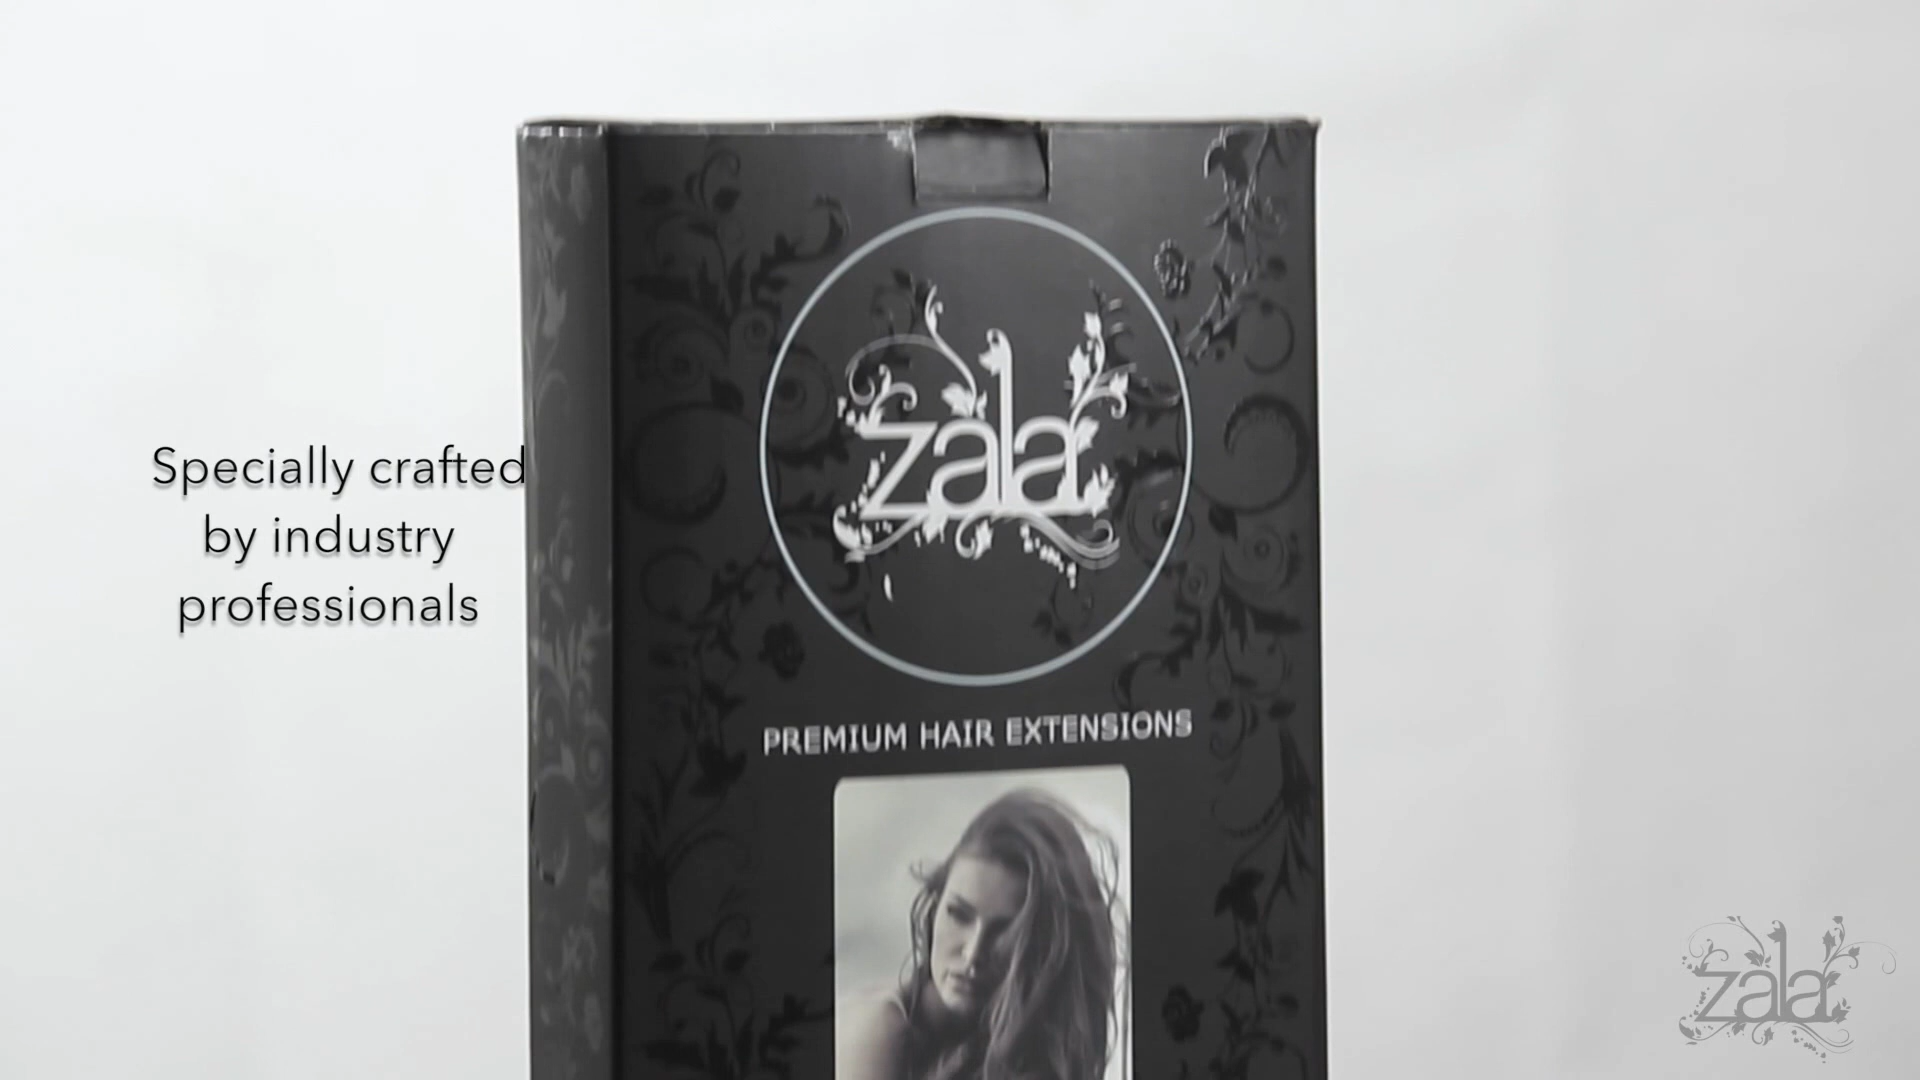 Specially crafted
by industry
professionals
zala
PREMIUM HAIR EXTENSIONS
zala